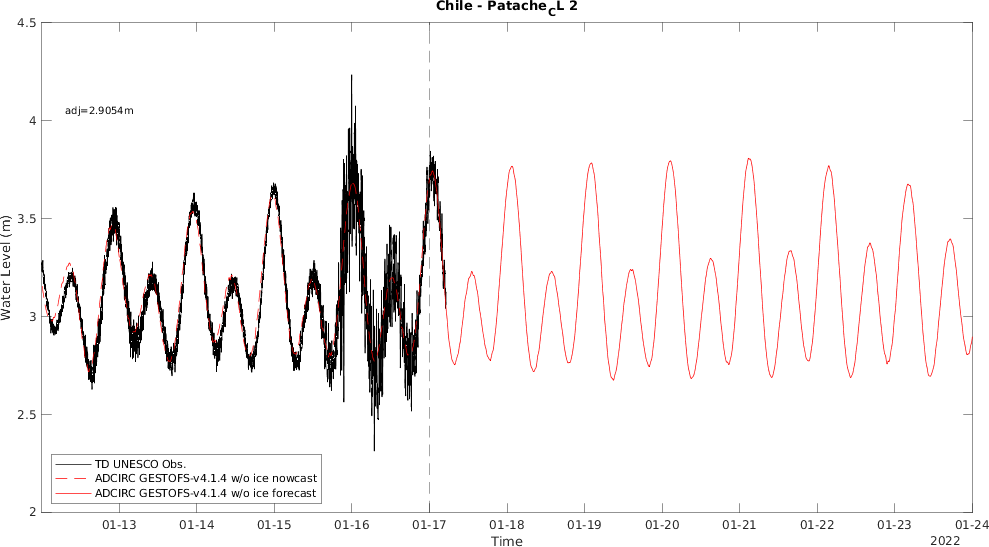 Chile - Patache_CL 2
4.5
4
3.5
3
2.5
2
Water Level (m)
adj=2.9054m
TD UNESCO Obs.
ADCIRC GESTOFS-v4.1.4 w/o ice nowcast
ADCIRC GESTOFS-v4.1.4 w/o ice forecast
01-13 01-14 01-15 01-16 01-17 01-18 01-19 01-20 01-21 01-22 01-23 01-24
Time
2022